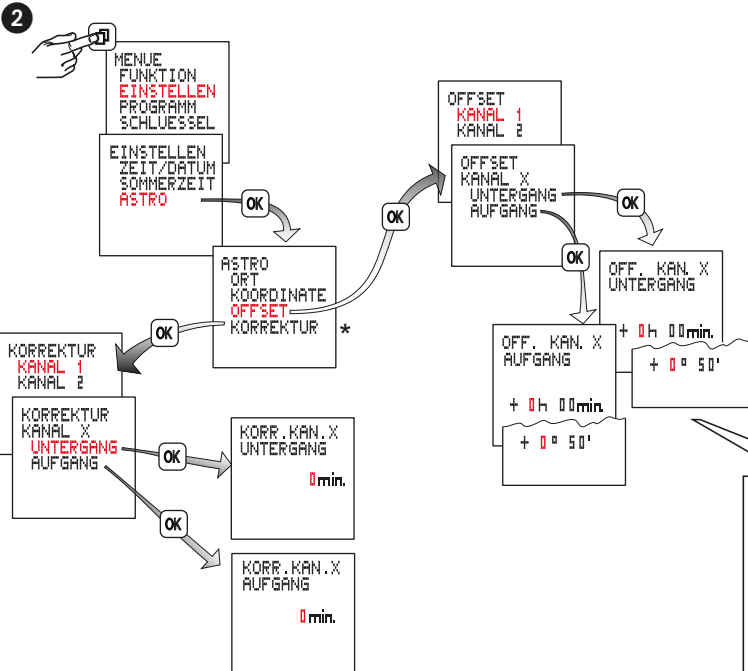 2
MENUE
FUNKTION
EINSTELLEN
PROGRAMM
SCHLUESSEL
EINSTELLEN
ZEIT/DATUM
SOMMERZEIT
ASTRO
OK
ASTRO
ORT
KOORDINATE
OFFSET
KORREKTUR *
OK
OFFSET
KANAL 1
KANAL 2
OFFSET
KANAL X
UNTERGANG
AUFGANG
OK
OK
OFF. KAN. X
UNTERGANG
+ 0h 00min.
+ 0° 50'
OFF. KAN. X
AUFGANG
+ 0h 00min.
+ 0° 50'
OK
KORREKTUR
KANAL 1
KANAL 2
KORREKTUR
KANAL X
UNTERGANG
AUFGANG
OK
OK
KORR.KAN.X
UNTERGANG
0min.
KORR.KAN.X
AUFGANG
0min.